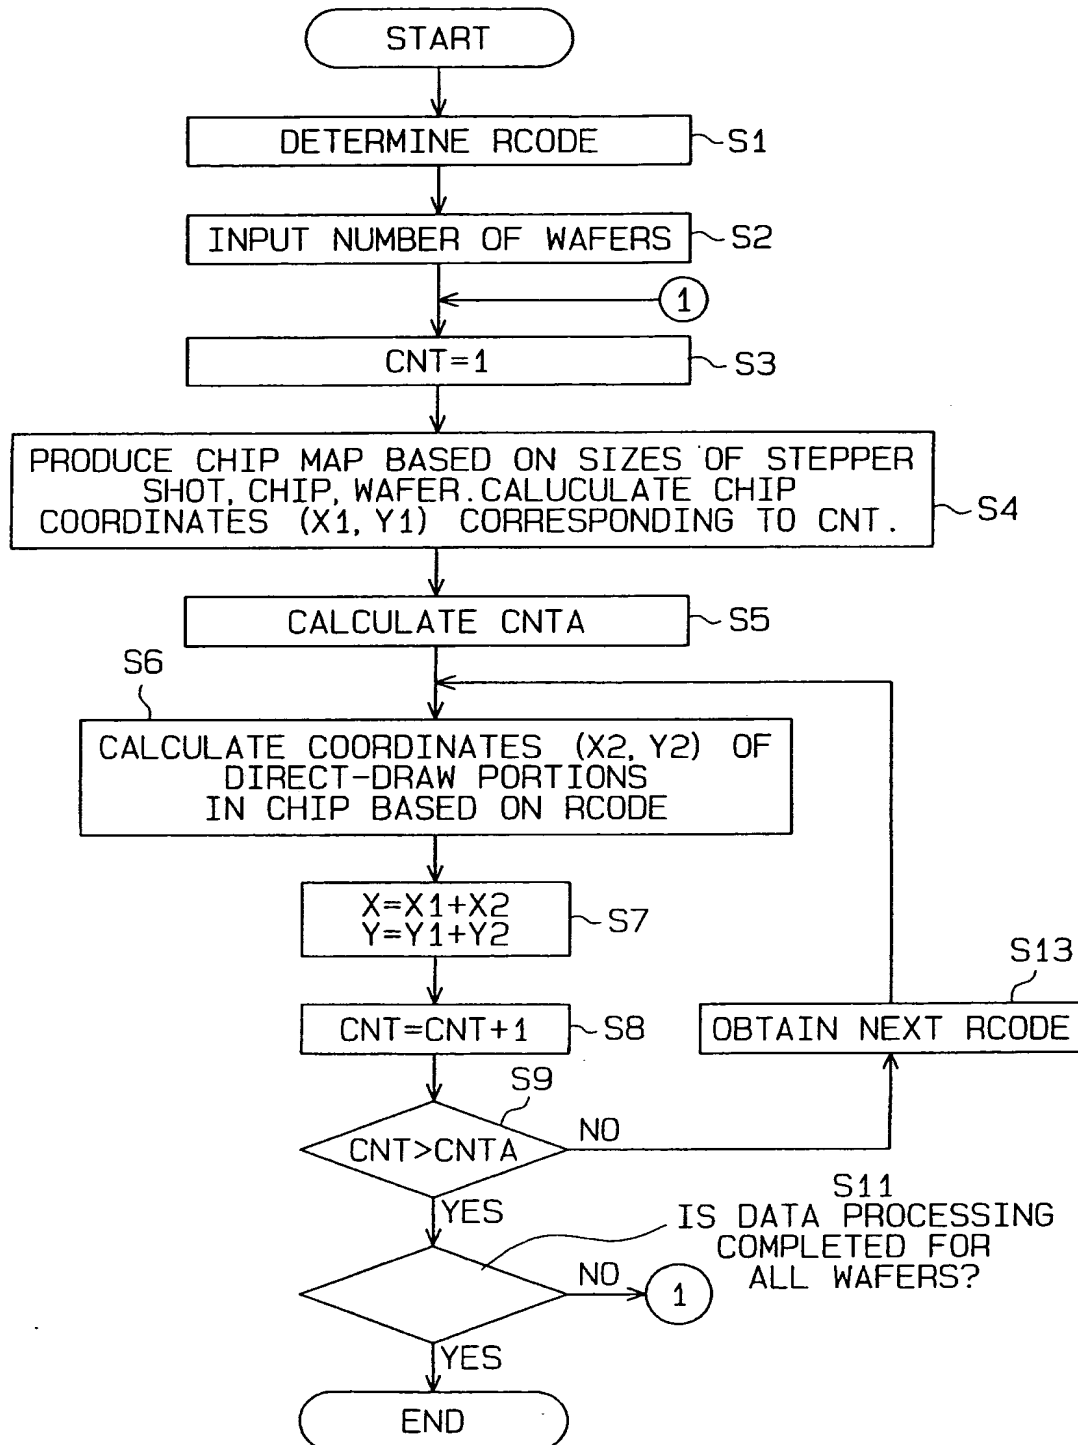 START
DETERMINE RCODE
S1
INPUT NUMBER OF WAFERS
S2
1
CNT=1
S3
PRODUCE CHIP MAP BASED ON SIZES OF STEPPER
SHOT, CHIP, WAFER. CALUCULATE CHIP
COORDINATES (X1, Y1) CORRESPONDING TO CNT.
S4
CALCULATE CNTA
S5
S6
CALCULATE COORDINATES (X2, Y2) OF
DIRECT-DRAW PORTIONS
IN CHIP BASED ON RCODE
X=X1+X2
Y=Y1+Y2
S7
S13
CNT=CNT+1
S8
OBTAIN NEXT RCODE
S9
CNT>CNTA
NO
YES
S11
IS DATA PROCESSING
COMPLETED FOR
ALL WAFERS?
NO
1
YES
END